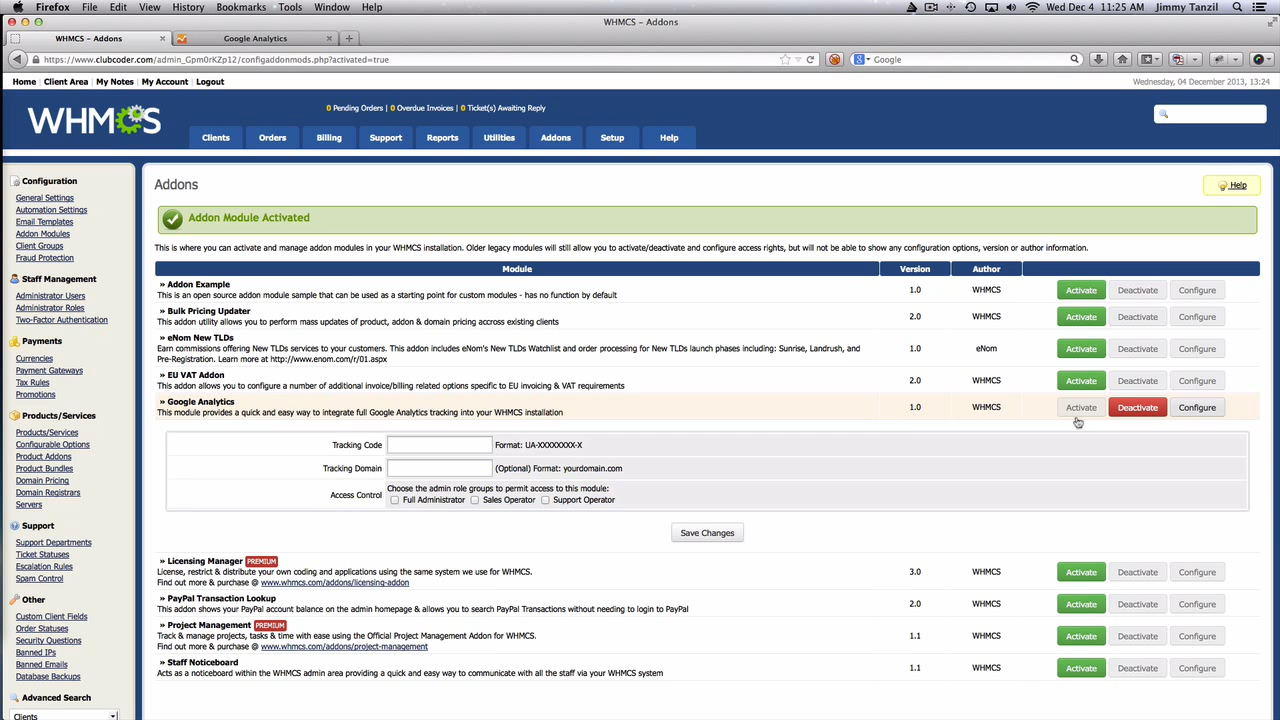 Firefox File Edit View History Bookmarks Tools Window Help Wed Dec 4 11:25 AM Jimmy Tanzil
WHMCS - Addons
WHMCS – Addons Google Analytics
https://www.clubcoder.com/admin_Gpm0rKZp12/configaddonmods.php?activated=true Google
Home | Client Area | My Notes | My Account | Logout Wednesday, 04 December 2013, 13:24
0 Pending Orders | 0 Overdue Invoices | 0 Ticket(s) Awaiting Reply
WHMCS
Clients Orders Billing Support Reports Utilities Addons Setup Help
Configuration
General Settings
Automation Settings
Email Templates
Addon Modules
Client Groups
Fraud Protection
Staff Management
Administrator Users
Administrator Roles
Two-Factor Authentication
Payments
Currencies
Payment Gateways
Tax Rules
Promotions
Products/Services
Products/Services
Configurable Options
Product Addons
Product Bundles
Domain Pricing
Domain Registrars
Servers
Support
Support Departments
Ticket Statuses
Escalation Rules
Spam Control
Other
Custom Client Fields
Order Statuses
Security Questions
Banned IPs
Banned Emails
Database Backups
Advanced Search
Clients
Addons
Help
Addon Module Activated
This is where you can activate and manage addon modules in your WHMCS installation. Older legacy modules will still allow you to activate/deactivate and configure access rights, but will not be able to show any configuration options, version or author information.
Module Version Author
» Addon Example
This is an open source addon module sample that can be used as a starting point for custom modules - has no function by default
1.0 WHMCS Activate Deactivate Configure
» Bulk Pricing Updater
This addon utility allows you to perform mass updates of product, addon & domain pricing accross existing clients
2.0 WHMCS Activate Deactivate Configure
» eNom New TLDs
Earn commissions offering New TLDs services to your customers. This addon includes eNom's New TLDs Watchlist and order processing for New TLDs launch phases including: Sunrise, Landrush, and
Pre-Registration. Learn more at http://www.enom.com/r/01.aspx
1.0 eNom Activate Deactivate Configure
» EU VAT Addon
This addon allows you to configure a number of additional invoice/billing related options specific to EU invoicing & VAT requirements
2.0 WHMCS Activate Deactivate Configure
» Google Analytics
This module provides a quick and easy way to integrate full Google Analytics tracking into your WHMCS installation
1.0 WHMCS Activate Deactivate Configure
Tracking Code Format: UA-XXXXXXXX-X
Tracking Domain (Optional) Format: yourdomain.com
Access Control Choose the admin role groups to permit access to this module:
Full Administrator Sales Operator Support Operator
Save Changes
» Licensing Manager PREMIUM
License, restrict & distribute your own coding and applications using the same system we use for WHMCS.
Find out more & purchase @ www.whmcs.com/addons/licensing-addon
3.0 WHMCS Activate Deactivate Configure
» PayPal Transaction Lookup
This addon shows your PayPal account balance on the admin homepage & allows you to search PayPal Transactions without needing to login to PayPal
2.0 WHMCS Activate Deactivate Configure
» Project Management PREMIUM
Track & manage projects, tasks & time with ease using the Official Project Management Addon for WHMCS.
Find out more & purchase @ www.whmcs.com/addons/project-management
1.1 WHMCS Activate Deactivate Configure
» Staff Noticeboard
Acts as a noticeboard within the WHMCS admin area providing a quick and easy way to communicate with all the staff via your WHMCS system
1.1 WHMCS Activate Deactivate Configure